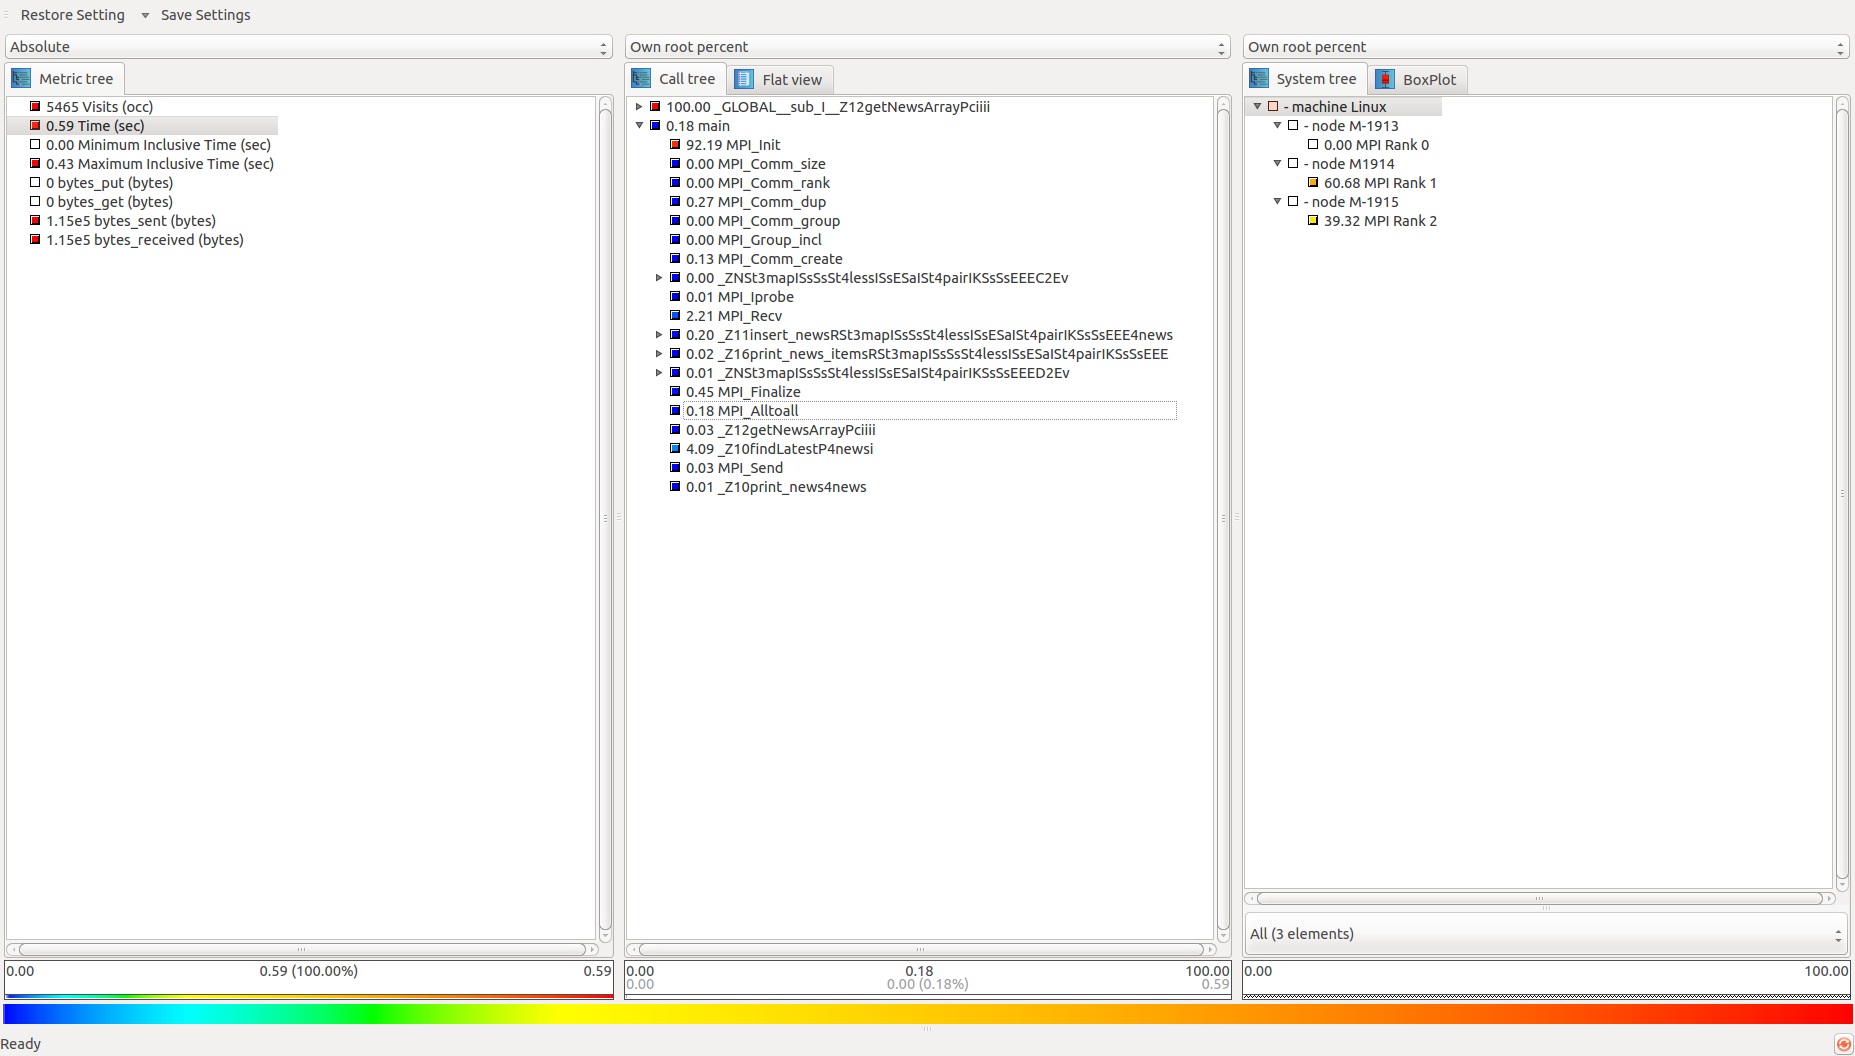 Restore Setting Save Settings
Absolute
Metric tree
5465 Visits (occ)
0.59 Time (sec)
0.00 Minimum Inclusive Time (sec)
0.43 Maximum Inclusive Time (sec)
0 bytes_put (bytes)
0 bytes_get (bytes)
1.15e5 bytes_sent (bytes)
1.15e5 bytes_received (bytes)
0.00 0.59 (100.00%) 0.59
Own root percent
Call tree Flat view
100.00 _GLOBAL__sub_I__Z12getNewsArrayPciiii
0.18 main
92.19 MPI_Init
0.00 MPI_Comm_size
0.00 MPI_Comm_rank
0.27 MPI_Comm_dup
0.00 MPI_Comm_group
0.00 MPI_Group_incl
0.13 MPI_Comm_create
0.00 _ZNSt3mapISsSsSt4lessISsESaISt4pairIKSsSsEEEC2Ev
0.01 MPI_Iprobe
2.21 MPI_Recv
0.20 _Z11insert_newsRSt3mapISsSsSt4lessISsESaISt4pairIKSsSsEEE4news
0.02 _Z16print_news_itemsRSt3mapISsSsSt4lessISsESaISt4pairIKSsSsEEE
0.01 _ZNSt3mapISsSsSt4lessISsESaISt4pairIKSsSsEEED2Ev
0.45 MPI_Finalize
0.18 MPI_Alltoall
0.03 _Z12getNewsArrayPciiii
4.09 _Z10findLatestP4newsi
0.03 MPI_Send
0.01 _Z10print_news4news
0.00 0.18 100.00
0.00 0.00 (0.18%) 0.59
Own root percent
System tree BoxPlot
- machine Linux
- node M-1913
0.00 MPI Rank 0
- node M1914
60.68 MPI Rank 1
- node M-1915
39.32 MPI Rank 2
All (3 elements)
0.00 100.00
Ready